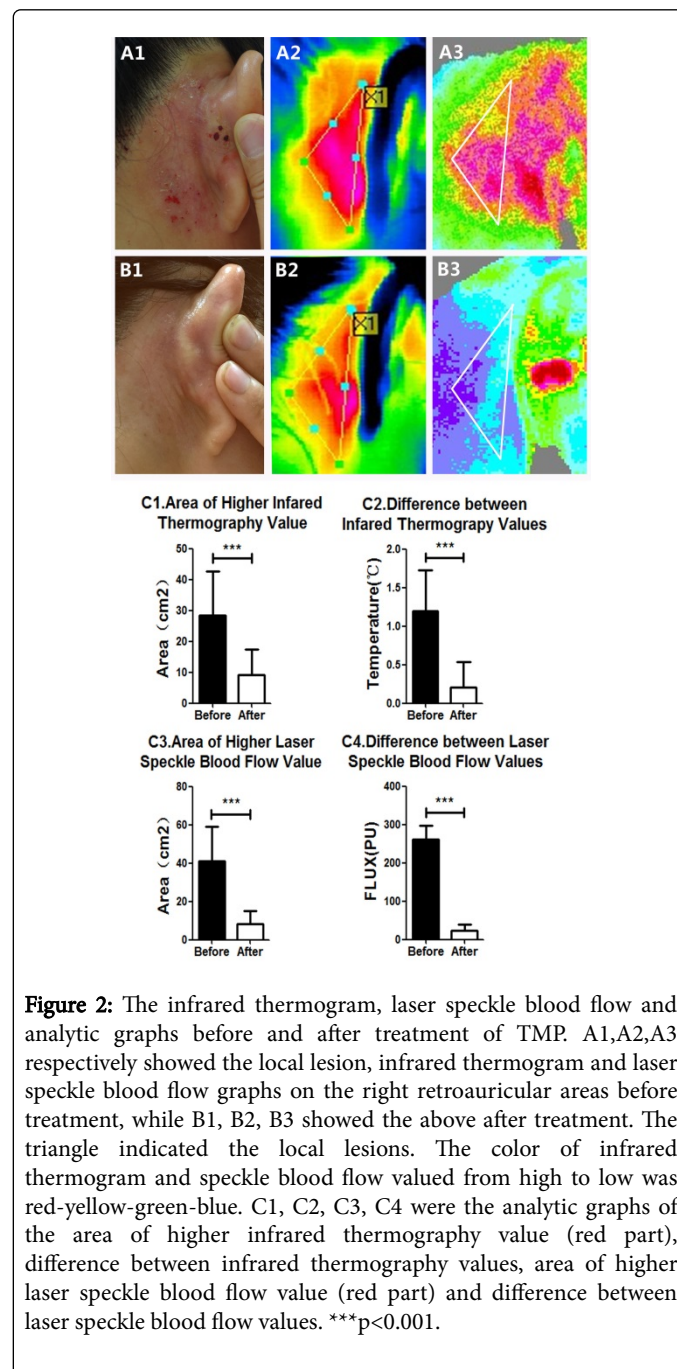 A1 A2 A3
X1
B1 B2 B3
X1
C1.Area of Higher Infared
Thermography Value
Area (cm2)
50
40
30
20
10
0
***
Before After
C2.Difference between
Infared Thermograpy Values
Temperature(℃)
2.0
1.5
1.0
0.5
0.0
***
Before After
C3.Area of Higher Laser
Speckle Blood Flow Value
Area (cm2)
80
60
40
20
0
***
Before After
C4.Difference between Laser
Speckle Blood Flow Values
FLUX(PU)
400
300
200
100
0
***
Before After
Figure 2: The infrared thermogram, laser speckle blood flow and
analytic graphs before and after treatment of TMP. A1,A2,A3
respectively showed the local lesion, infrared thermogram and laser
speckle blood flow graphs on the right retroauricular areas before
treatment, while B1, B2, B3 showed the above after treatment. The
triangle indicated the local lesions. The color of infrared
thermogram and speckle blood flow valued from high to low was
red-yellow-green-blue. C1, C2, C3, C4 were the analytic graphs of
the area of higher infrared thermography value (red part),
difference between infrared thermography values, area of higher
laser speckle blood flow value (red part) and difference between
laser speckle blood flow values. ***p<0.001.